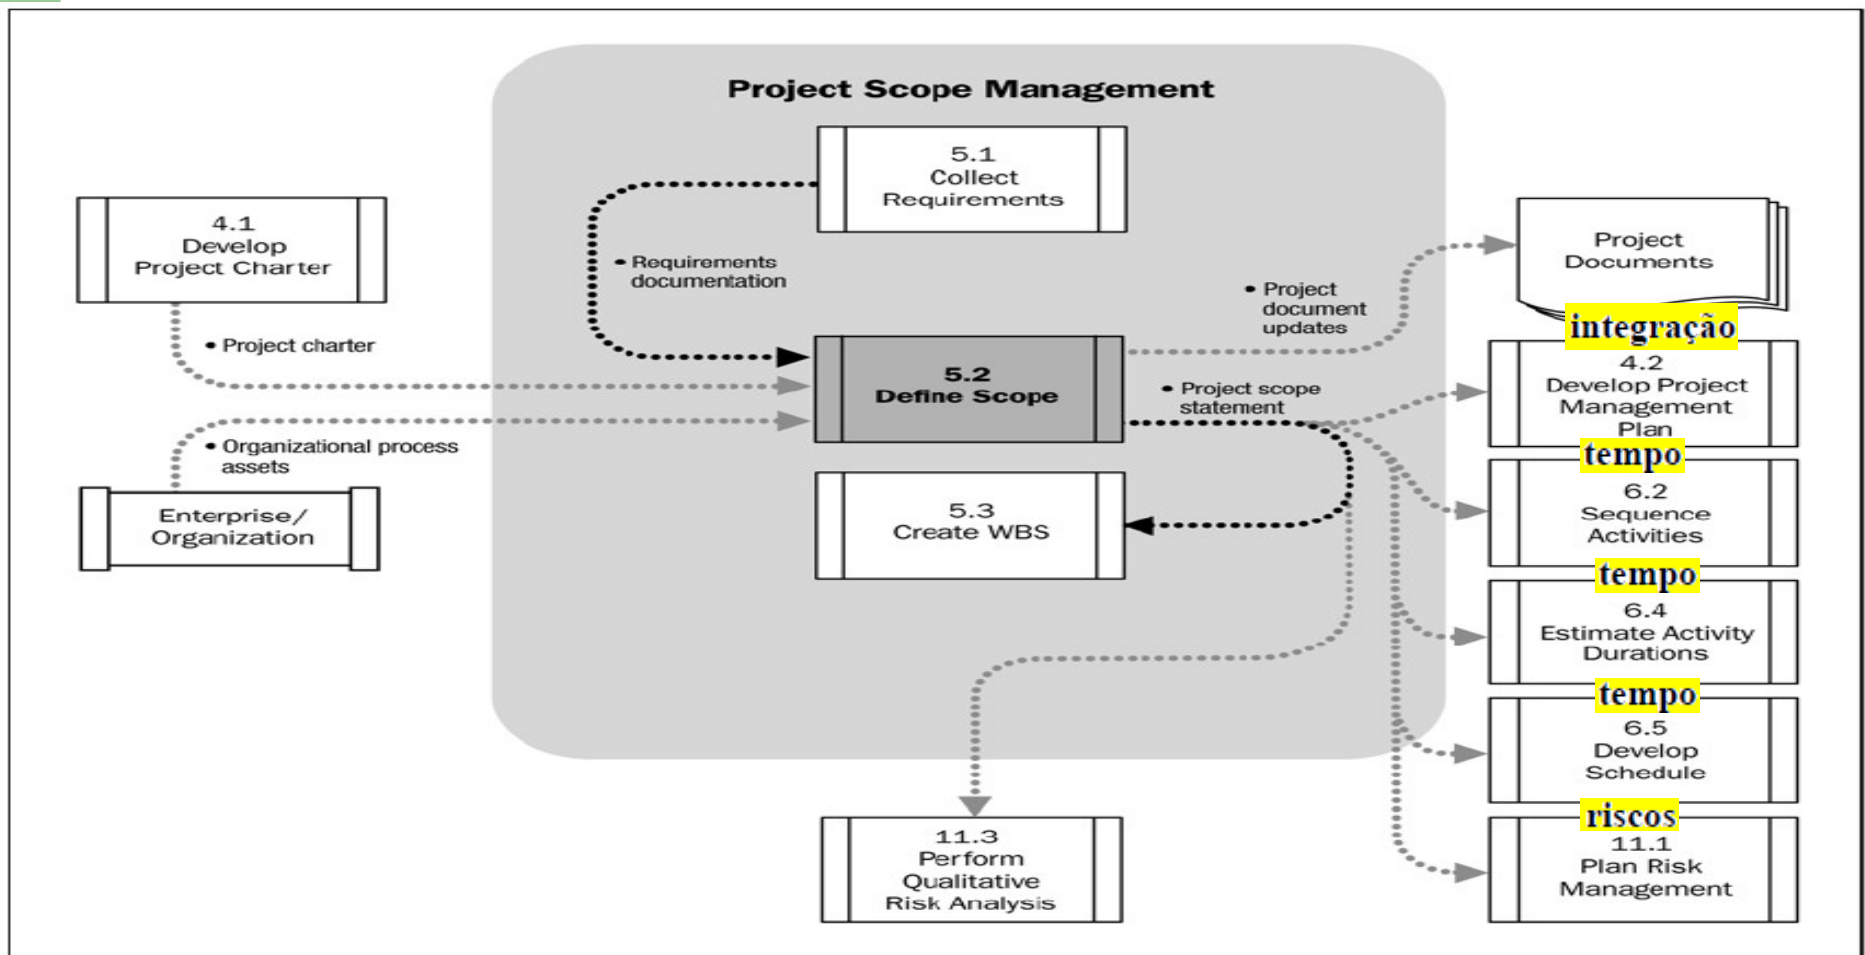 Project Scope Management
5.1
Collect
Requirements
4.1
Develop
Project Charter
• Requirements
documentation
Project
Documents
• Project
document
updates
integração
• Project charter
5.2
Define Scope
• Project scope
statement
4.2
Develop Project
Management
Plan
• Organizational process
assets
tempo
6.2
Sequence
Activities
Enterprise/
Organization
5.3
Create WBS
tempo
6.4
Estimate Activity
Durations
tempo
6.5
Develop
Schedule
riscos
11.1
Plan Risk
Management
11.3
Perform
Qualitative
Risk Analysis